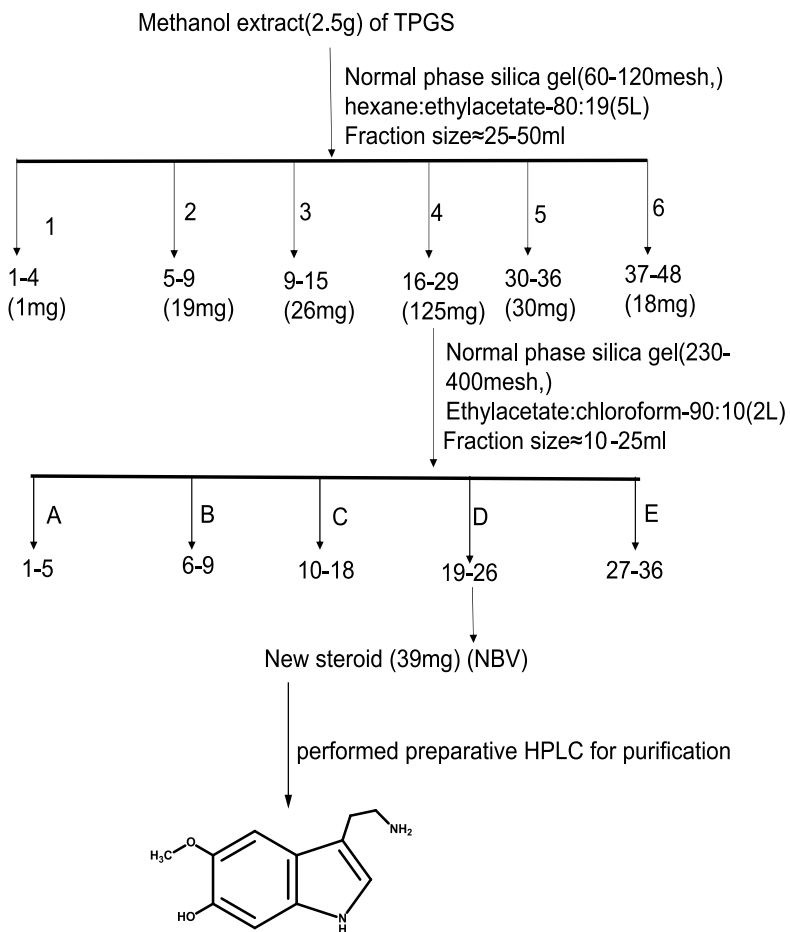 Methanol extract(2.5g) of TPGS
Normal phase silica gel(60-120mesh,)
hexane:ethylacetate-80:19(5L)
Fraction size≈25-50ml
1
2
3
4
5
6
1-4
(1mg)
5-9
(19mg)
9-15
(26mg)
16-29
(125mg)
30-36
(30mg)
37-48
(18mg)
Normal phase silica gel(230-
400mesh,)
Ethylacetate:chloroform-90:10(2L)
Fraction size≈10-25ml
A
B
C
D
E
1-5
6-9
10-18
19-26
27-36
New steroid (39mg) (NBV)
performed preparative HPLC for purification
NH₂
O
H₃C
HO
N
H